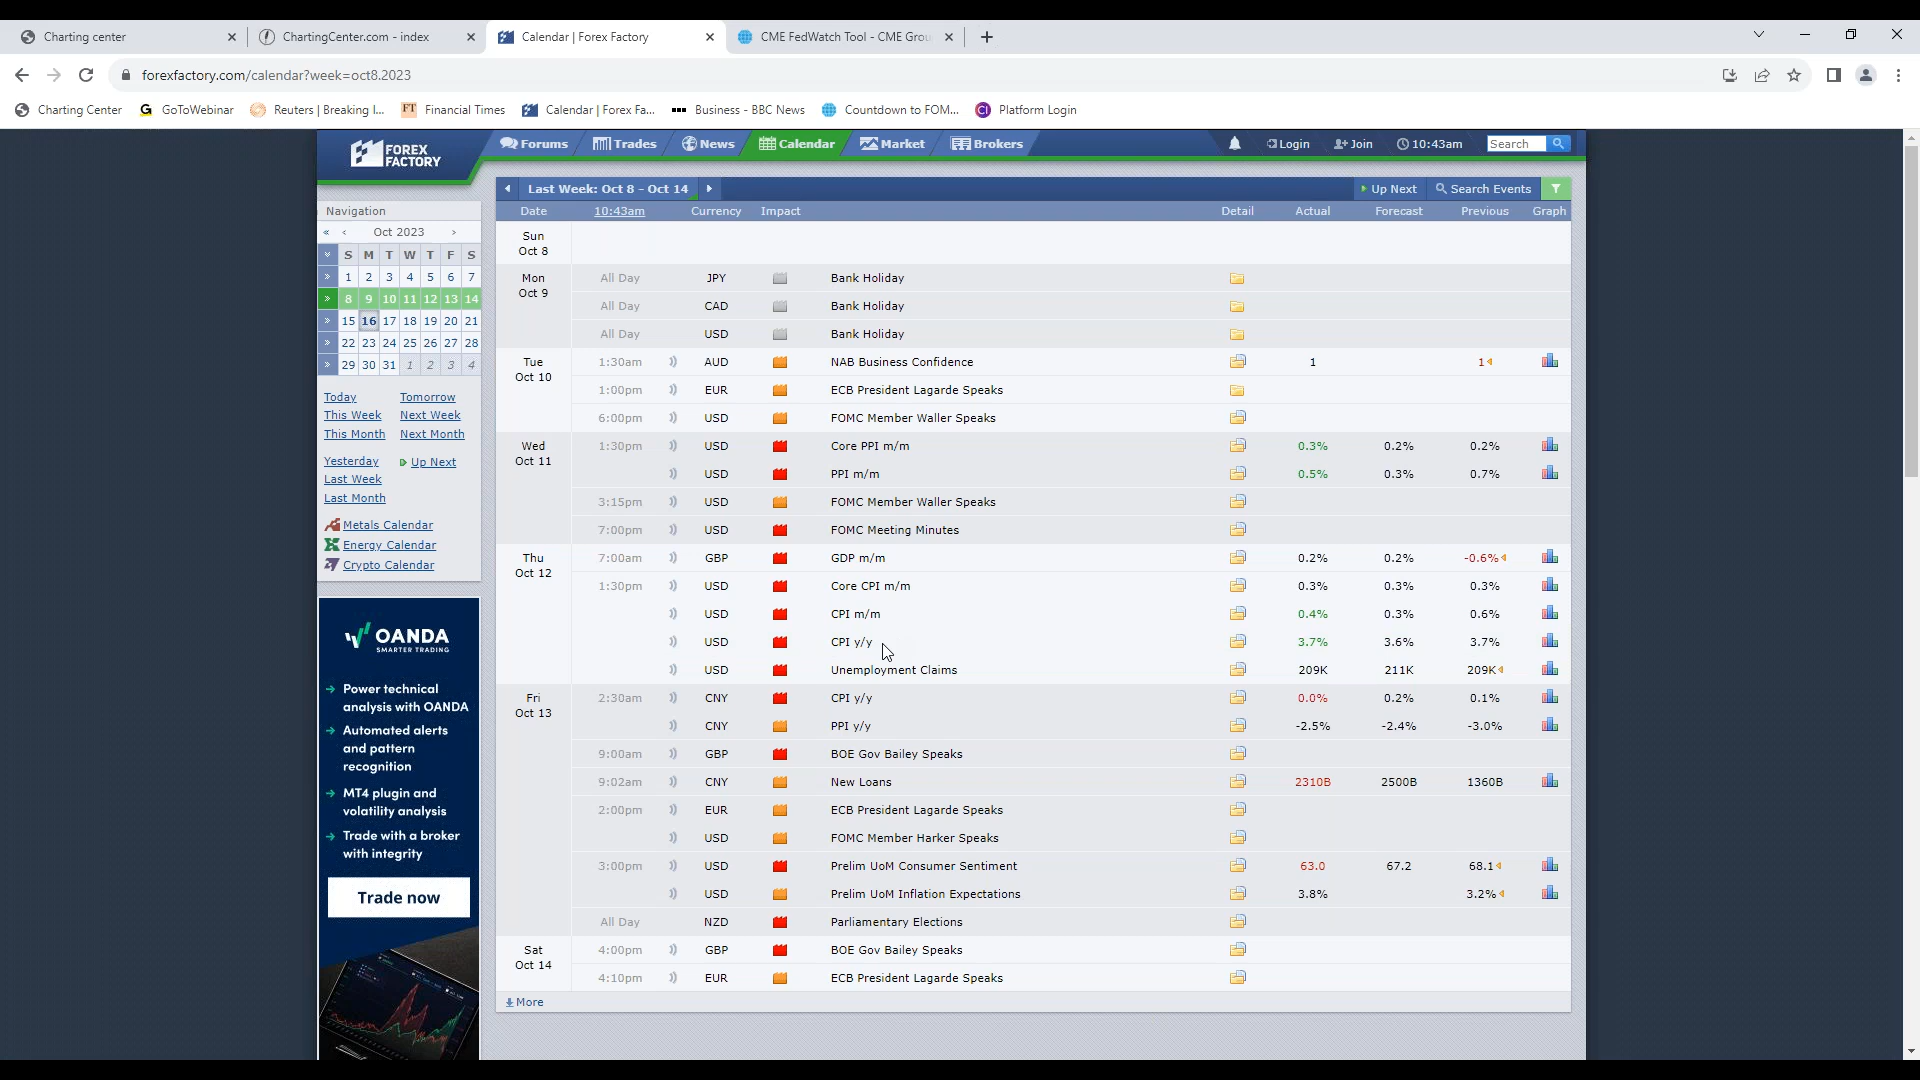 Charting center
ChartingCenter.com - index
Calendar | Forex Factory
CME FedWatch Tool - CME Grou
forexfactory.com/calendar?week=oct8.2023
Charting Center
GoToWebinar
Reuters | Breaking I...
FT Financial Times
Calendar | Forex Fa...
Business - BBC News
Countdown to FOM...
CI Platform Login
FOREX FACTORY
Forums Trades News Calendar Market Brokers Login Join 10:43am Search
Last Week: Oct 8 - Oct 14 Up Next Search Events
Date 10:43am Currency Impact Detail Actual Forecast Previous Graph
Navigation
« ‹ Oct 2023 ›
S M T W T F S
1 2 3 4 5 6 7
8 9 10 11 12 13 14
15 16 17 18 19 20 21
22 23 24 25 26 27 28
29 30 31 1 2 3 4
Today Tomorrow
This Week Next Week
This Month Next Month
Yesterday Up Next
Last Week
Last Month
Metals Calendar
Energy Calendar
Crypto Calendar
OANDA
SMARTER TRADING
Power technical
analysis with OANDA
Automated alerts
and pattern
recognition
MT4 plugin and
volatility analysis
Trade with a broker
with integrity
Trade now
Sun
Oct 8
Mon All Day JPY Bank Holiday
Oct 9
All Day CAD Bank Holiday
All Day USD Bank Holiday
Tue 1:30am AUD NAB Business Confidence 1 1
Oct 10
1:00pm EUR ECB President Lagarde Speaks
6:00pm USD FOMC Member Waller Speaks
Wed 1:30pm USD Core PPI m/m 0.3% 0.2% 0.2%
Oct 11
USD PPI m/m 0.5% 0.3% 0.7%
3:15pm USD FOMC Member Waller Speaks
7:00pm USD FOMC Meeting Minutes
Thu 7:00am GBP GDP m/m 0.2% 0.2% -0.6%
Oct 12
1:30pm USD Core CPI m/m 0.3% 0.3% 0.3%
USD CPI m/m 0.4% 0.3% 0.6%
USD CPI y/y 3.7% 3.6% 3.7%
USD Unemployment Claims 209K 211K 209K
Fri 2:30am CNY CPI y/y 0.0% 0.2% 0.1%
Oct 13
CNY PPI y/y -2.5% -2.4% -3.0%
9:00am GBP BOE Gov Bailey Speaks
9:02am CNY New Loans 2310B 2500B 1360B
2:00pm EUR ECB President Lagarde Speaks
USD FOMC Member Harker Speaks
3:00pm USD Prelim UoM Consumer Sentiment 63.0 67.2 68.1
USD Prelim UoM Inflation Expectations 3.8% 3.2%
All Day NZD Parliamentary Elections
Sat 4:00pm GBP BOE Gov Bailey Speaks
Oct 14
4:10pm EUR ECB President Lagarde Speaks
More